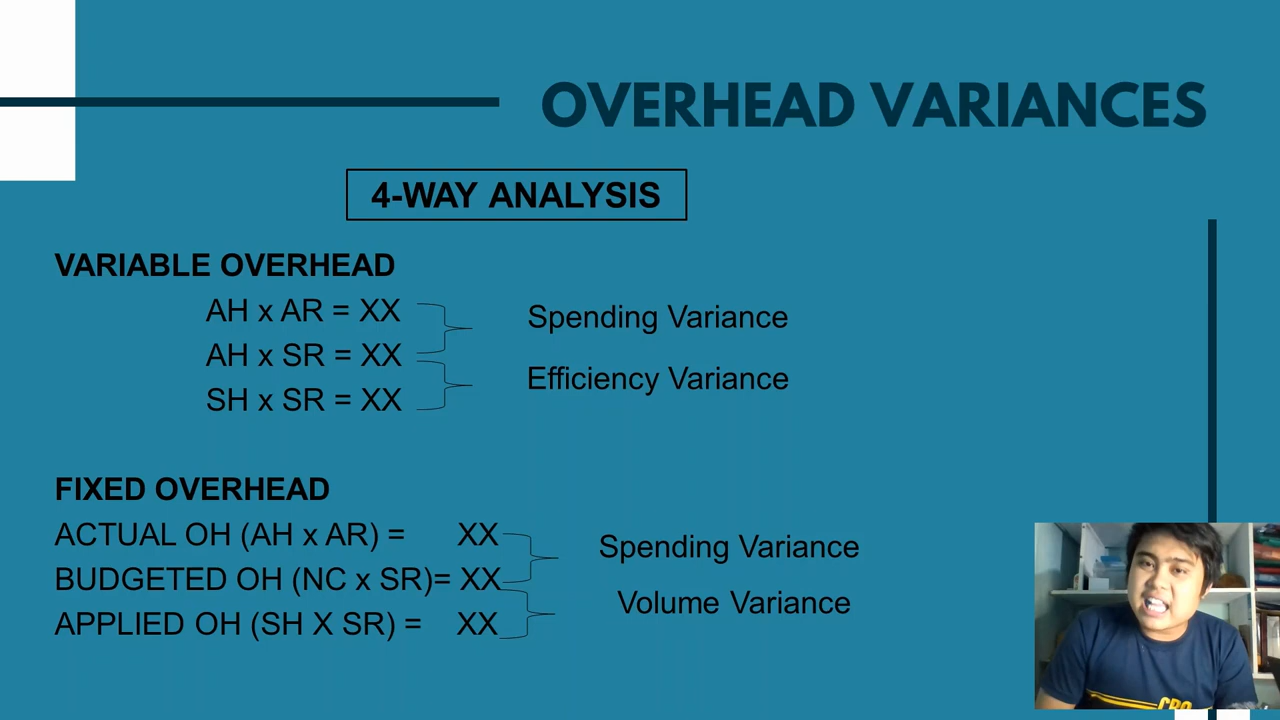 OVERHEAD VARIANCES
4-WAY ANALYSIS
VARIABLE OVERHEAD
AH x AR = XX
Spending Variance
AH x SR = XX
Efficiency Variance
SH x SR = XX
FIXED OVERHEAD
ACTUAL OH (AH x AR) = XX
Spending Variance
BUDGETED OH (NC x SR)= XX
Volume Variance
APPLIED OH (SH X SR) = XX